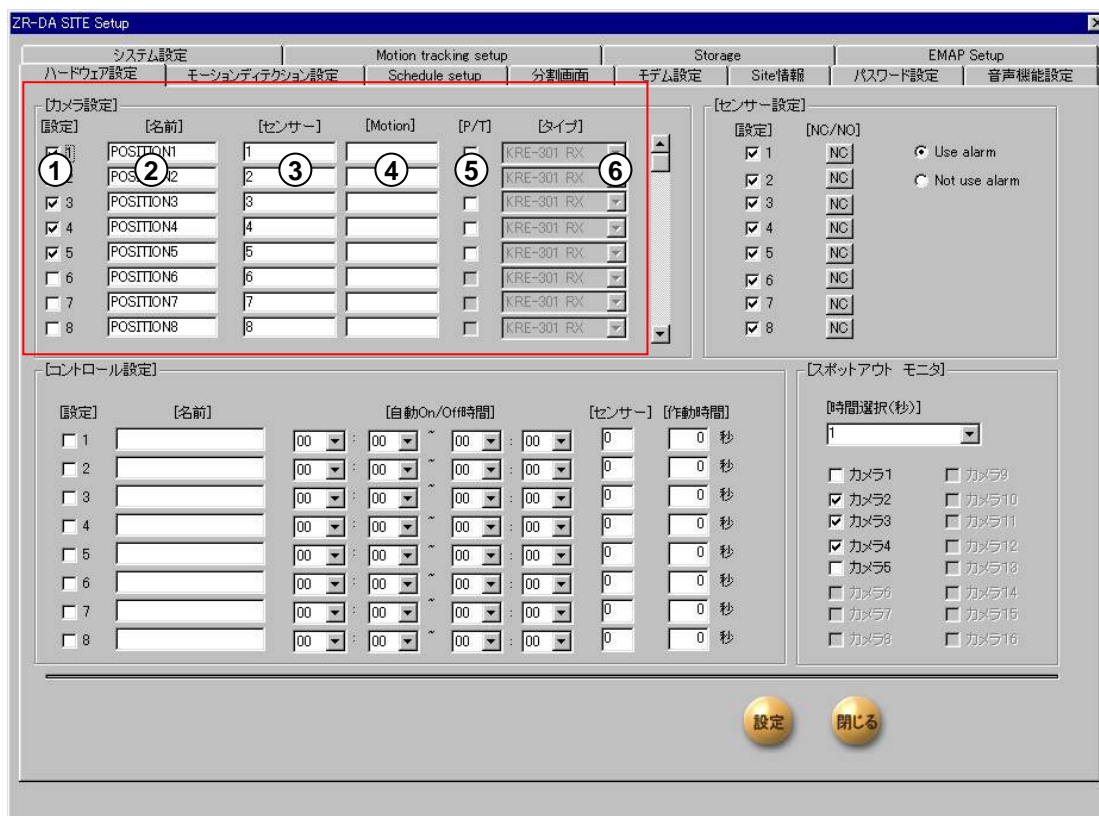 ZR-DA SITE Setup
システム設定 Motion tracking setup Storage EMAP Setup
ハードウェア設定 モーションディテクション設定 Schedule setup 分割画面 モデム設定 Site情報 パスワード設定 音声機能設定
[カメラ設定] [センサー設定]
[設定] [名前] [センサー] [Motion] [P/T] [タイプ] [設定] [NC/NO]
1 POSITION1 1 KRE-301 RX 1 NC Use alarm
① ② ③ ④ ⑤ ⑥
2 2 KRE-301 RX 2 NC Not use alarm
3 POSITION3 3 KRE-301 RX 3 NC
4 POSITION4 4 KRE-301 RX 4 NC
5 POSITION5 5 KRE-301 RX 5 NC
6 POSITION6 6 KRE-301 RX 6 NC
7 POSITION7 7 KRE-301 RX 7 NC
8 POSITION8 8 KRE-301 RX 8 NC
[コントロール設定] [スポットアウト モニタ]
[設定] [名前] [自動On/Off時間] [センサー] [作動時間] [時間選択(秒)]
1 00 : 00 ~ 00 : 00 0 0 秒 1
2 00 : 00 ~ 00 : 00 0 0 秒 カメラ1 カメラ9
3 00 : 00 ~ 00 : 00 0 0 秒 カメラ2 カメラ10
4 00 : 00 ~ 00 : 00 0 0 秒 カメラ3 カメラ11
5 00 : 00 ~ 00 : 00 0 0 秒 カメラ4 カメラ12
カメラ5 カメラ13
6 00 : 00 ~ 00 : 00 0 0 秒 カメラ6 カメラ14
7 00 : 00 ~ 00 : 00 0 0 秒 カメラ7 カメラ15
8 00 : 00 ~ 00 : 00 0 0 秒 カメラ8 カメラ16
設定 閉じる